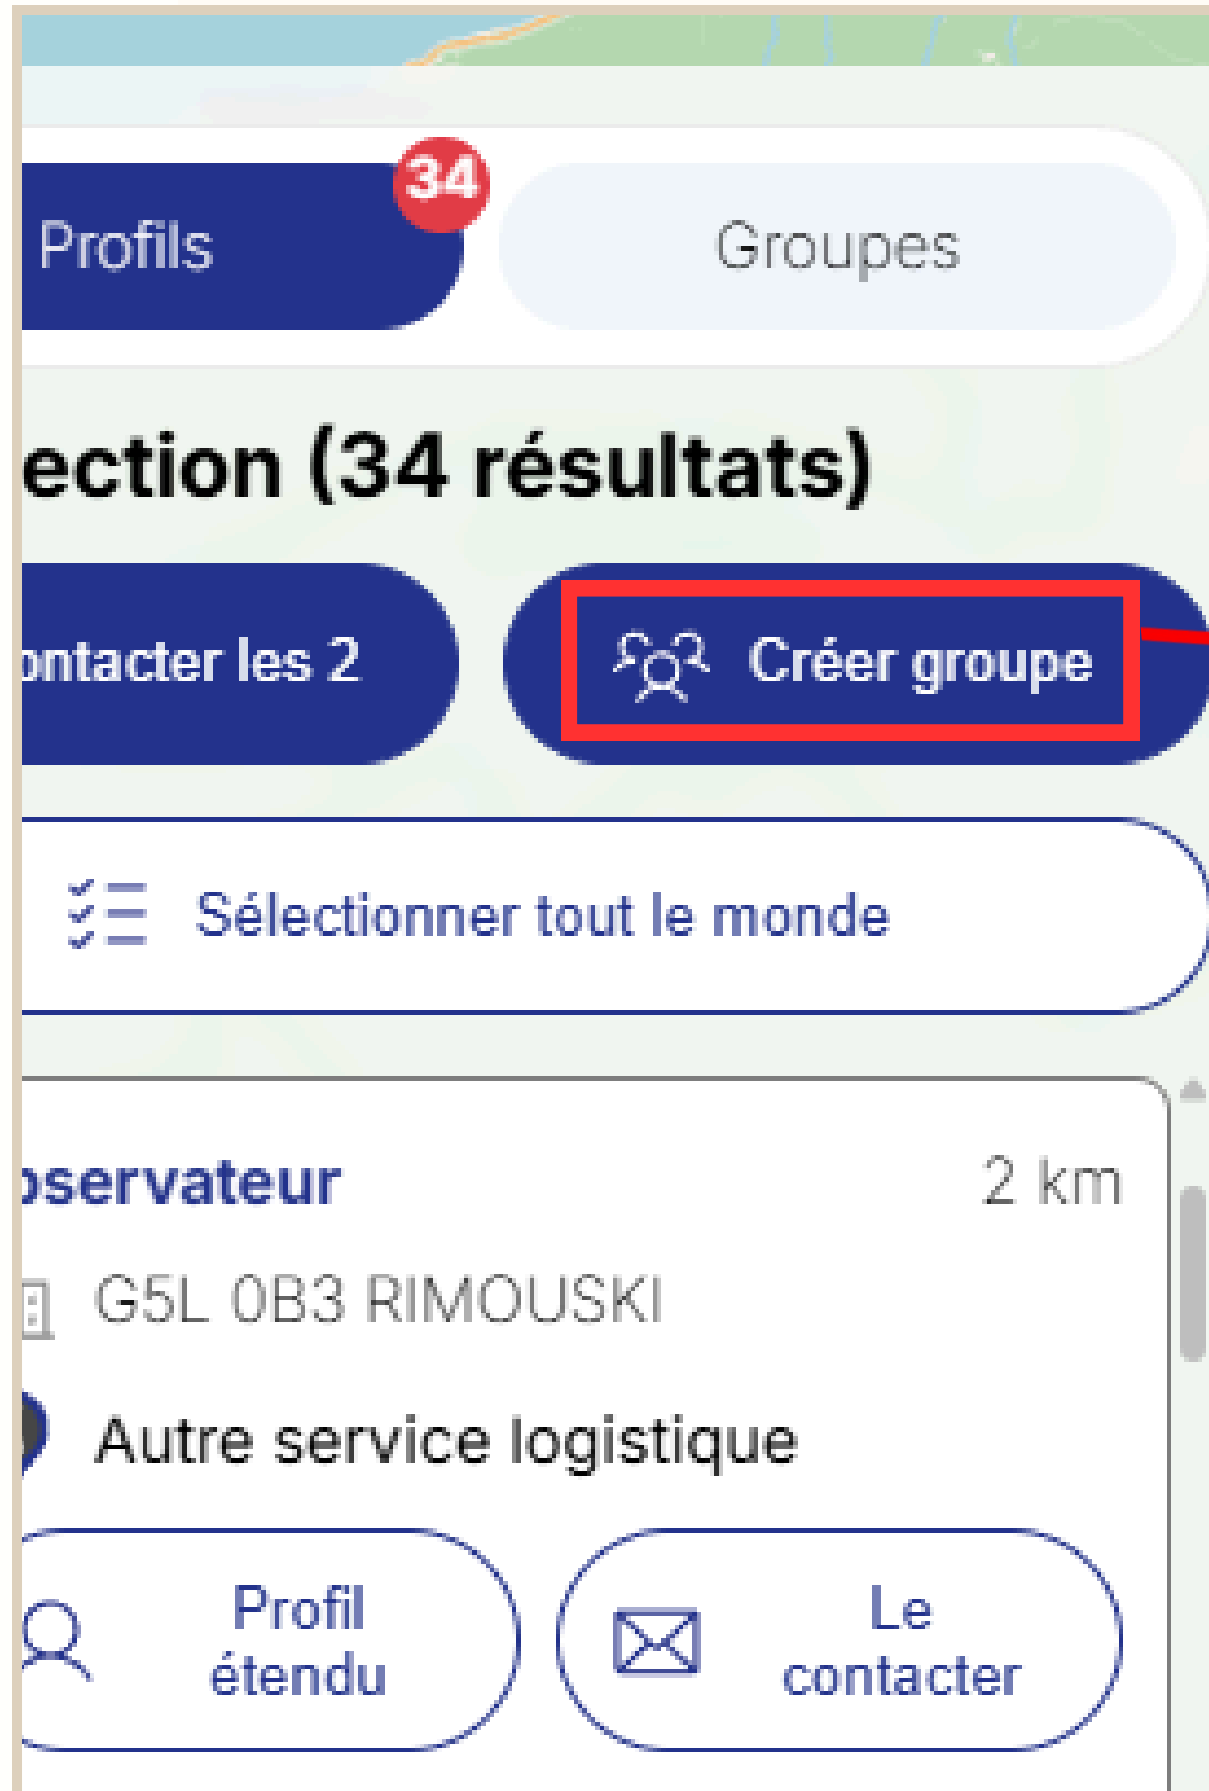 34
Profils Groupes
ection (34 résultats)
ontacter les 2 Créer groupe
Sélectionner tout le monde
servateur 2 km
G5L 0B3 RIMOUSKI
Autre service logistique
Profil étendu
Le contacter